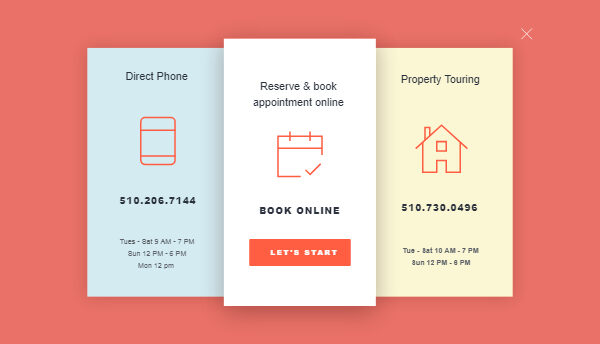 Direct Phone
510.206.7144
Tues - Sat 9 AM - 7 PM
Sun 12 PM - 6 PM
Mon 12 pm
Reserve & book
appointment online
BOOK ONLINE
LET'S START
Property Touring
510.730.0496
Tue - Sat 10 AM - 7 PM
Sun 12 PM - 6 PM